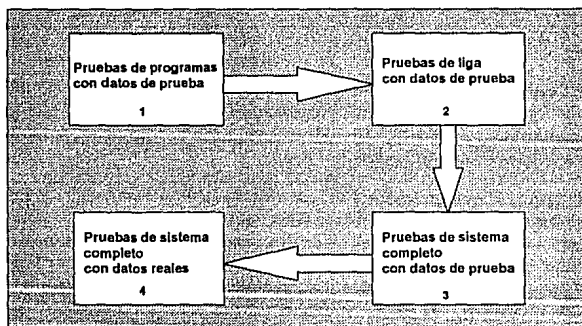 Pruebas de programas
con datos de prueba
1
Pruebas de liga
con datos de prueba
2
Pruebas de sistema
completo
con datos de prueba
3
Pruebas de sistema
completo
con datos reales
4